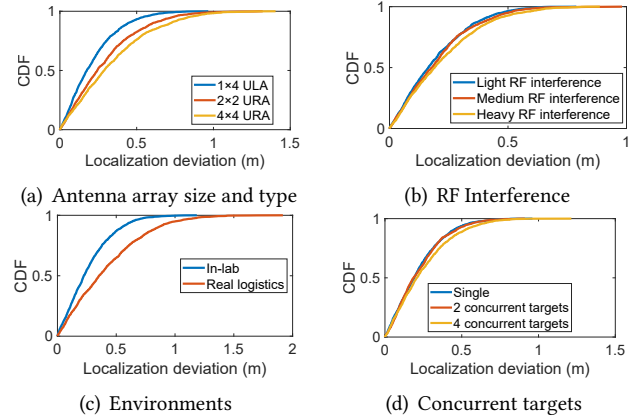 1
0.5
0
CDF
1×4 ULA
2×2 URA
4×4 URA
0 0.5 1 1.5
Localization deviation (m)
(a) Antenna array size and type
1
0.5
0
CDF
Light RF interference
Medium RF interference
Heavy RF interference
0 0.5 1
Localization deviation (m)
(b) RF Interference
1
0.5
0
CDF
In-lab
Real logistics
0 0.5 1 1.5 2
Localization deviation (m)
(c) Environments
1
0.5
0
CDF
Single
2 concurrent targets
4 concurrent targets
0 0.5 1 1.5
Localization deviation (m)
(d) Concurrent targets